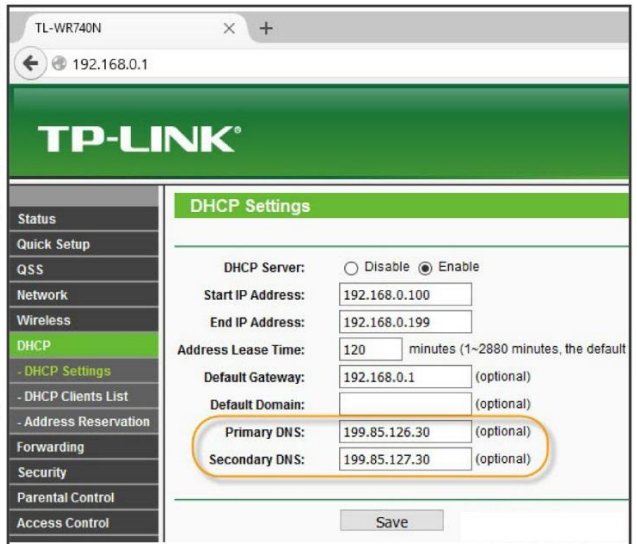 TL-WR740N
192.168.0.1
TP-LINK®
Status
Quick Setup
QSS
Network
Wireless
DHCP
- DHCP Settings
- DHCP Clients List
- Address Reservation
Forwarding
Security
Parental Control
Access Control
DHCP Settings
DHCP Server: Disable Enable
Start IP Address: 192.168.0.100
End IP Address: 192.168.0.199
Address Lease Time: 120 minutes (1~2880 minutes, the default
Default Gateway: 192.168.0.1 (optional)
Default Domain: (optional)
Primary DNS: 199.85.126.30 (optional)
Secondary DNS: 199.85.127.30 (optional)
Save